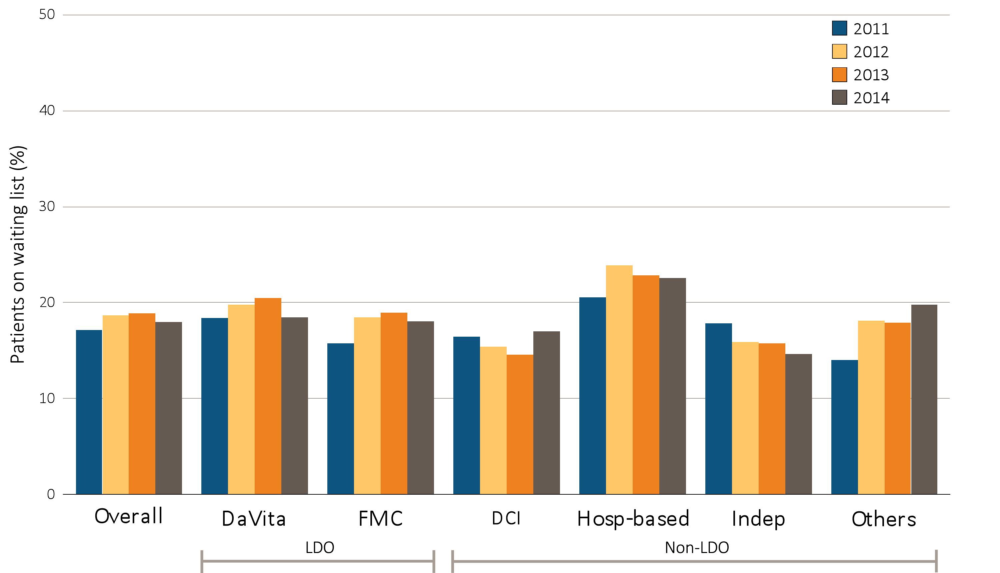 Patients on waiting list (%)
50
40
30
20
10
0
2011
2012
2013
2014
Overall
DaVita
FMC
DCI
Hosp-based
Indep
Others
LDO
Non-LDO